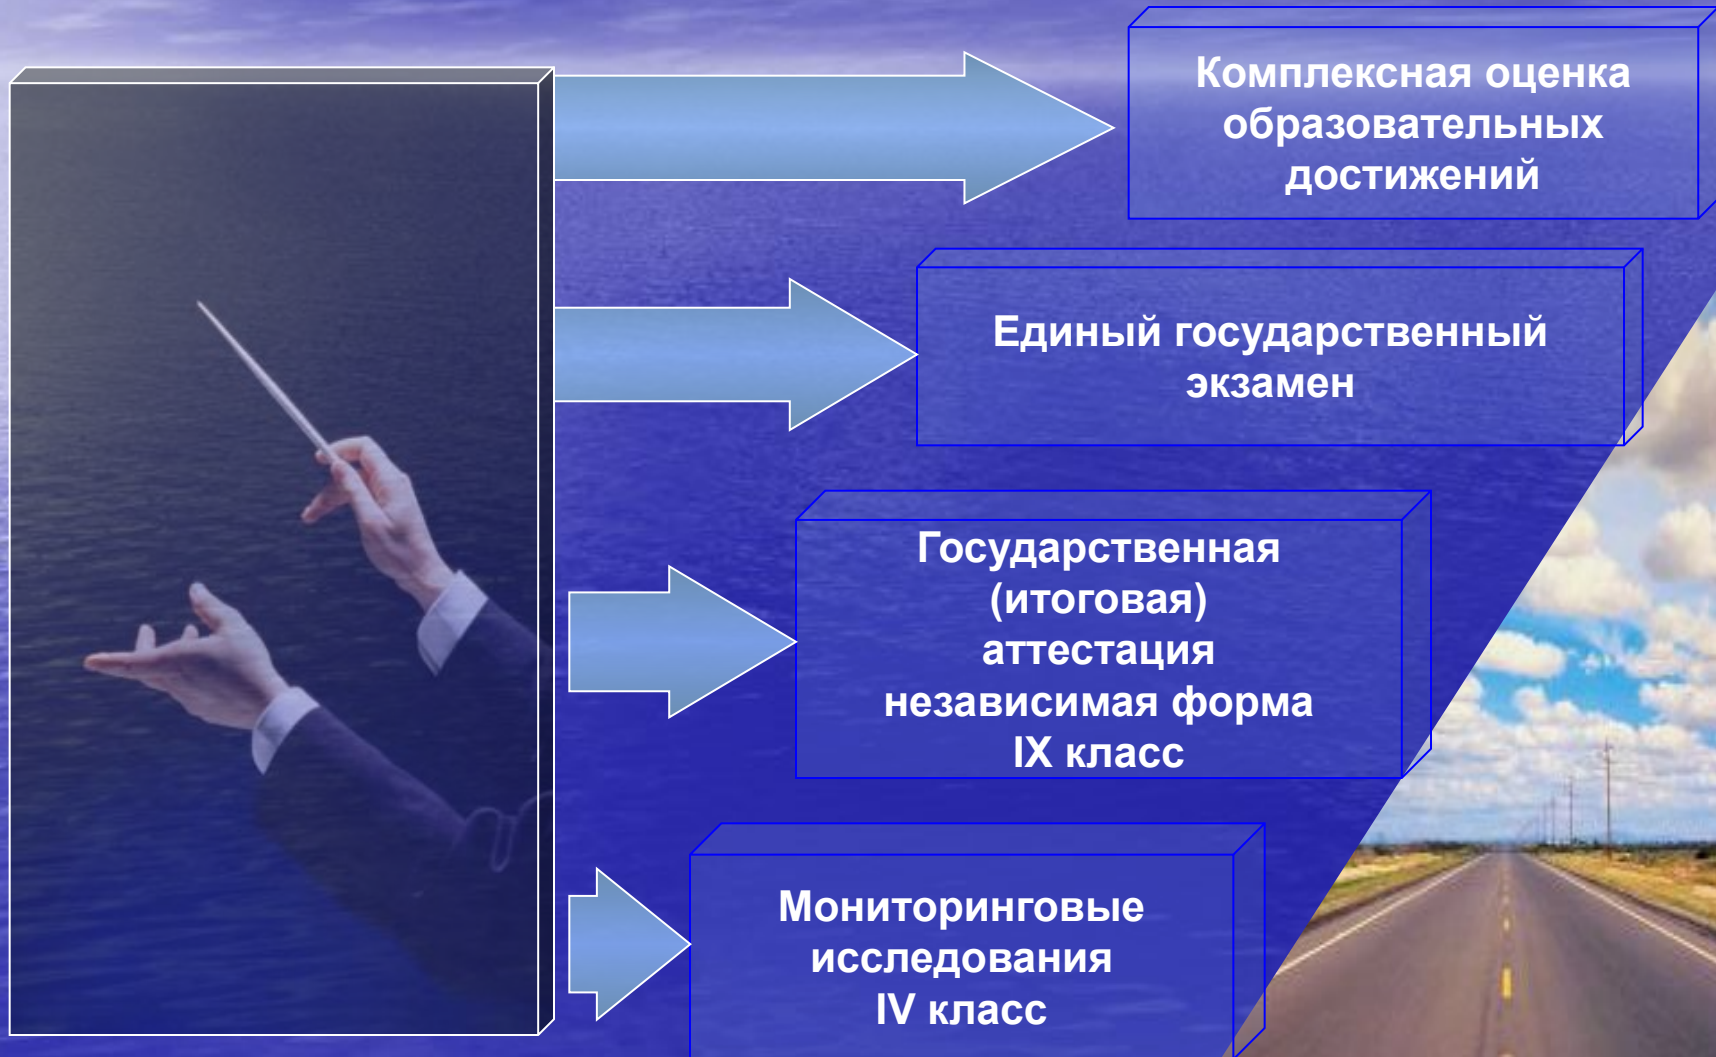 Комплексная оценка
образовательных
достижений
Единый государственный
экзамен
Государственная
(итоговая)
аттестация
независимая форма
IX класс
Мониторинговые
исследования
IV класс